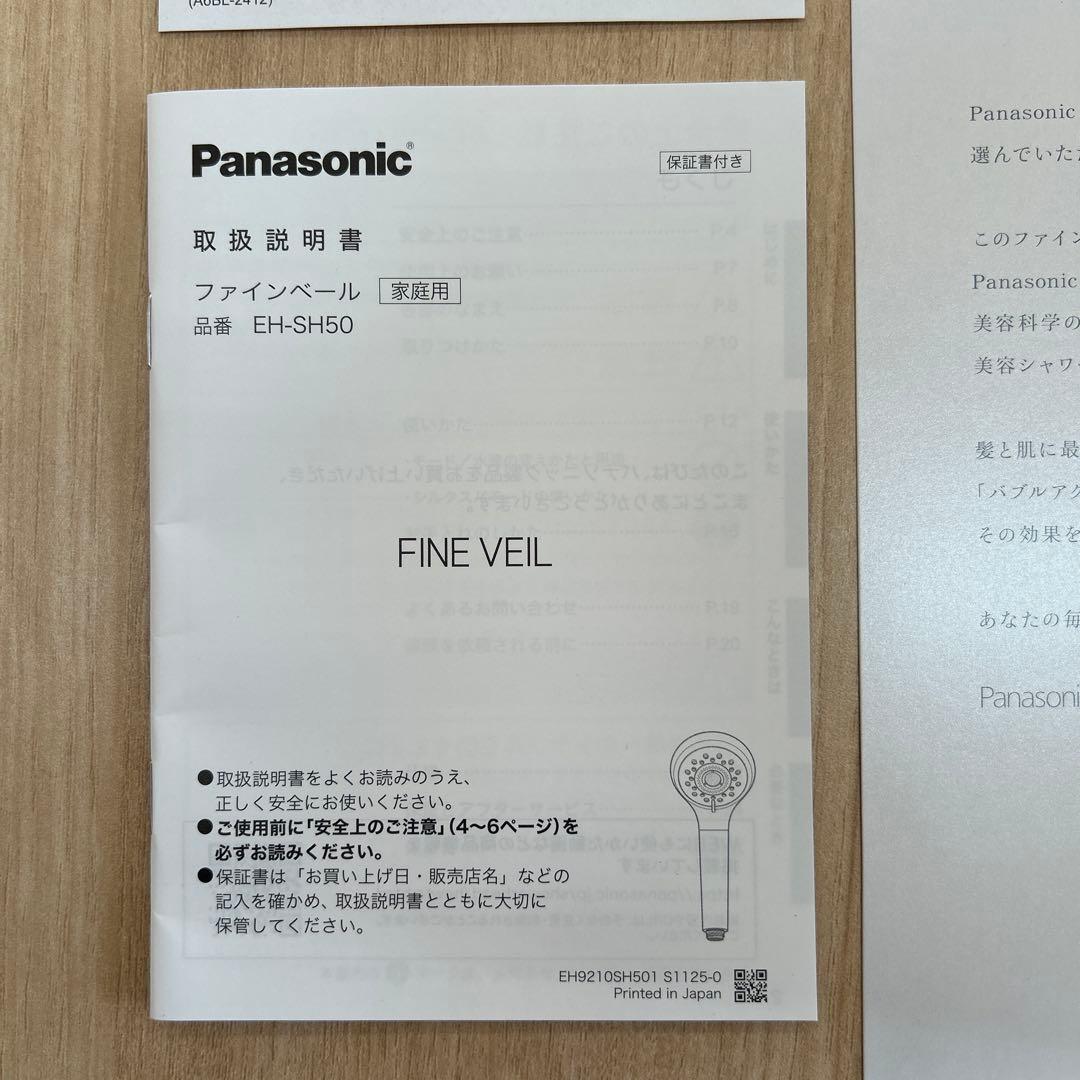 (A6BL-2412)
Panasonic®
保証書付き
取扱説明書
ファインベール 家庭用
品番 EH-SH50
FINE VEIL
●取扱説明書をよくお読みのうえ、
正しく安全にお使いください。
●ご使用前に「安全上のご注意」(4〜6ページ)を
必ずお読みください。
●保証書は「お買い上げ日・販売店名」などの
記入を確かめ、取扱説明書とともに大切に
保管してください。
EH9210SH501 S1125-0
Printed in Japan
Panasonic
選んでいた
このファイン
Panasonic
美容科学の
美容シャワ
髪と肌に最
「バブルア
その効果を
あなたの毎
Panasoni